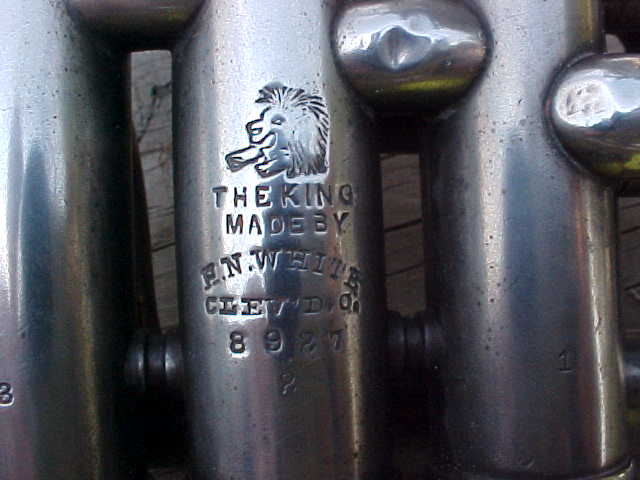 THE KING
MADE BY
H.N. WHITE
CLEV'D. O.
8927
2
3
1